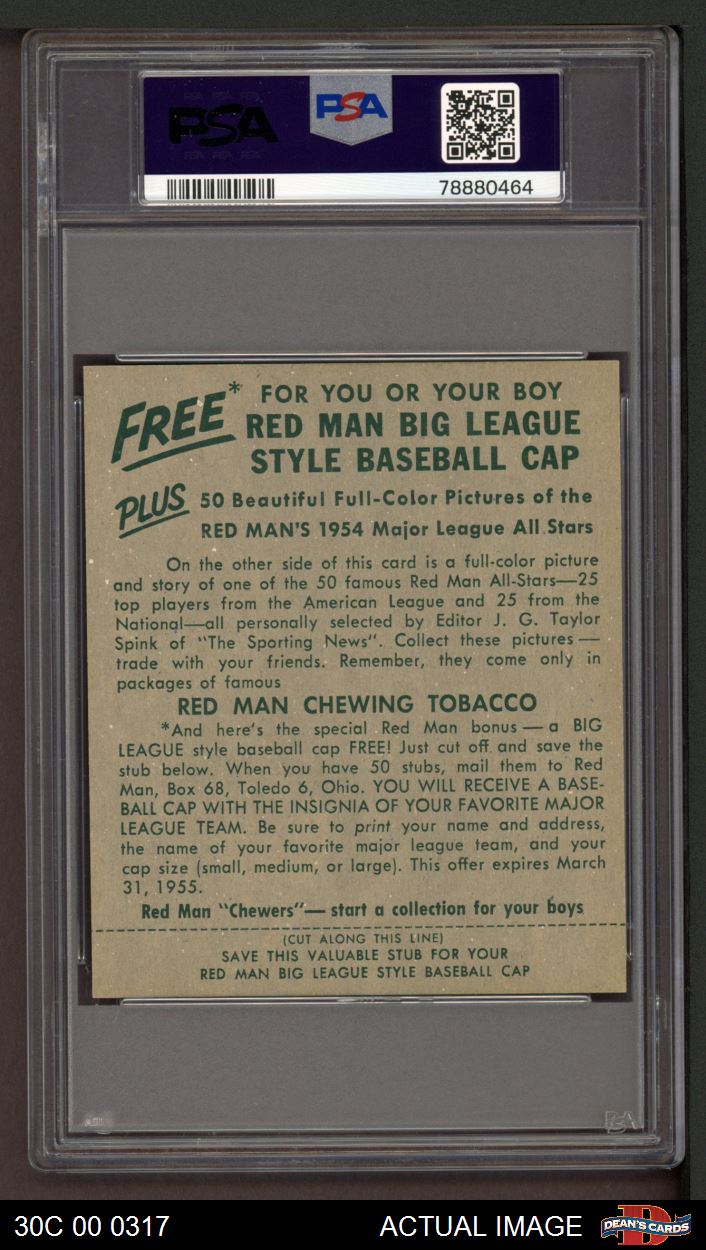 PSA
PSA
78880464
FREE* FOR YOU OR YOUR BOY
RED MAN BIG LEAGUE
STYLE BASEBALL CAP
PLUS 50 Beautiful Full-Color Pictures of the
RED MAN'S 1954 Major League All Stars
On the other side of this card is a full-color picture
and story of one of the 50 famous Red Man All-Stars—25
top players from the American League and 25 from the
National—all personally selected by Editor J. G. Taylor
Spink of "The Sporting News". Collect these pictures —
trade with your friends. Remember, they come only in
packages of famous
RED MAN CHEWING TOBACCO
*And here's the special Red Man bonus — a BIG
LEAGUE style baseball cap FREE! Just cut off and save the
stub below. When you have 50 stubs, mail them to Red
Man, Box 68, Toledo 6, Ohio. YOU WILL RECEIVE A BASE-
BALL CAP WITH THE INSIGNIA OF YOUR FAVORITE MAJOR
LEAGUE TEAM. Be sure to print your name and address,
the name of your favorite major league team, and your
cap size (small, medium, or large). This offer expires March
31, 1955.
Red Man "Chewers"— start a collection for your boys
(CUT ALONG THIS LINE)
SAVE THIS VALUABLE STUB FOR YOUR
RED MAN BIG LEAGUE STYLE BASEBALL CAP
PSA
30C 00 0317
ACTUAL IMAGE
DEAN'S CARDS